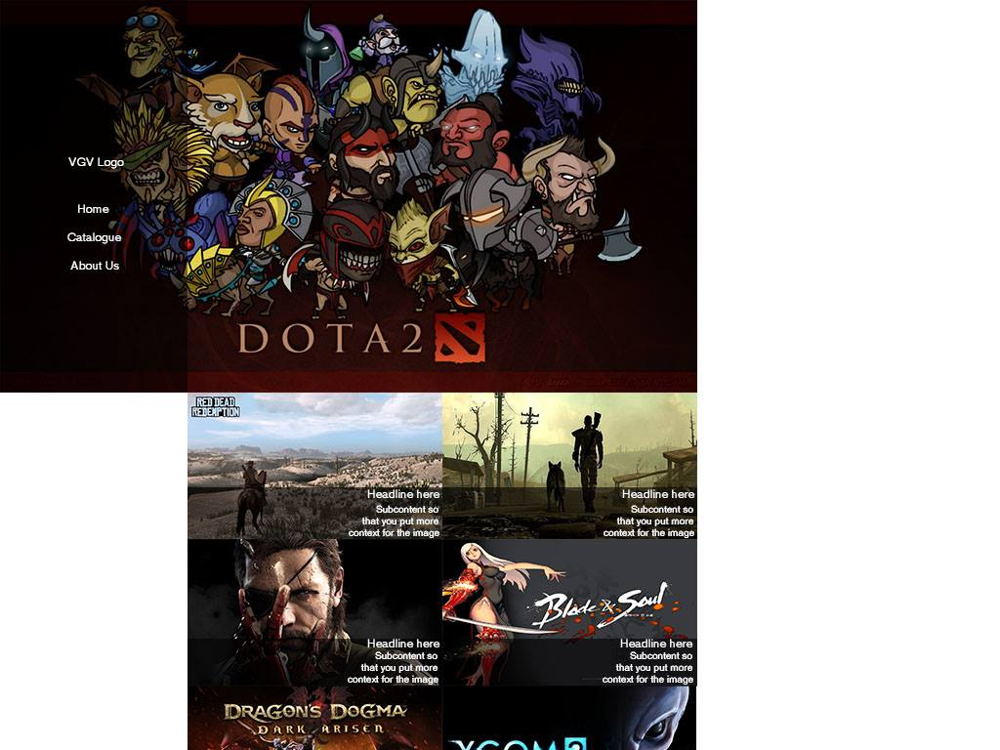 VGV Logo
Home
Catalogue
About Us
DOTA2
RED DEAD
REDEMPTION
Headline here
Subcontent so
that you put more
context for the image
Headline here
Subcontent so
that you put more
context for the image
Headline here
Subcontent so
that you put more
context for the image
Blade & Soul
Headline here
Subcontent so
that you put more
context for the image
DRAGON'S DOGMA
DARK ARISEN
XCOM 2